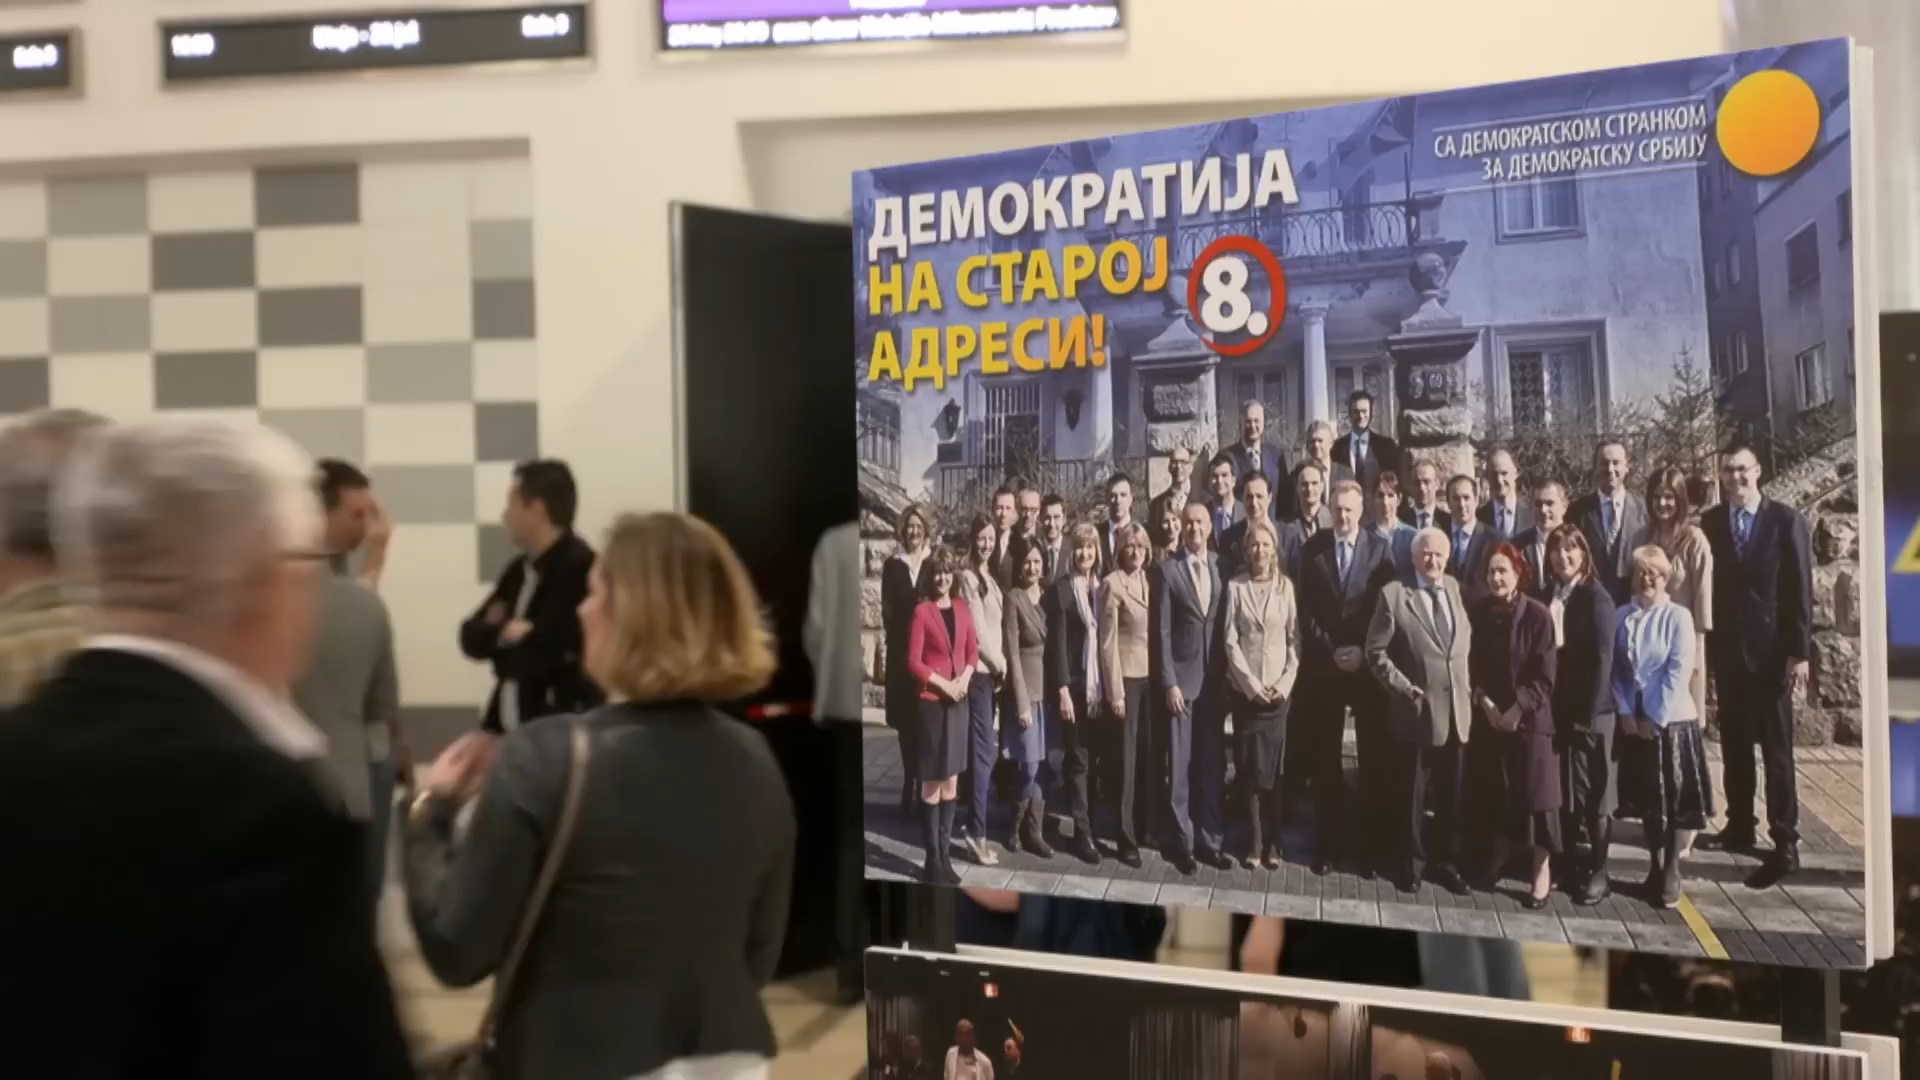 СА ДЕМОКРАТСКОМ СТРАНКОМ
ЗА ДЕМОКРАТСКУ СРБИЈУ
ДЕМОКРАТИЈА
НА СТАРОЈ
АДРЕСИ!
8.